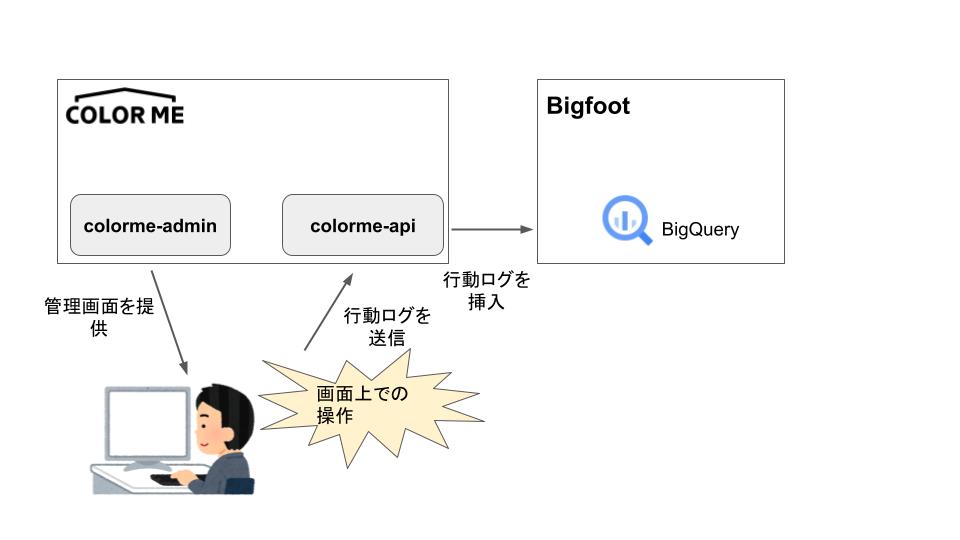 COLOR ME
Bigfoot
colorme-admin
colorme-api
BigQuery
行動ログを
挿入
管理画面を提
供
行動ログを
送信
画面上での
操作